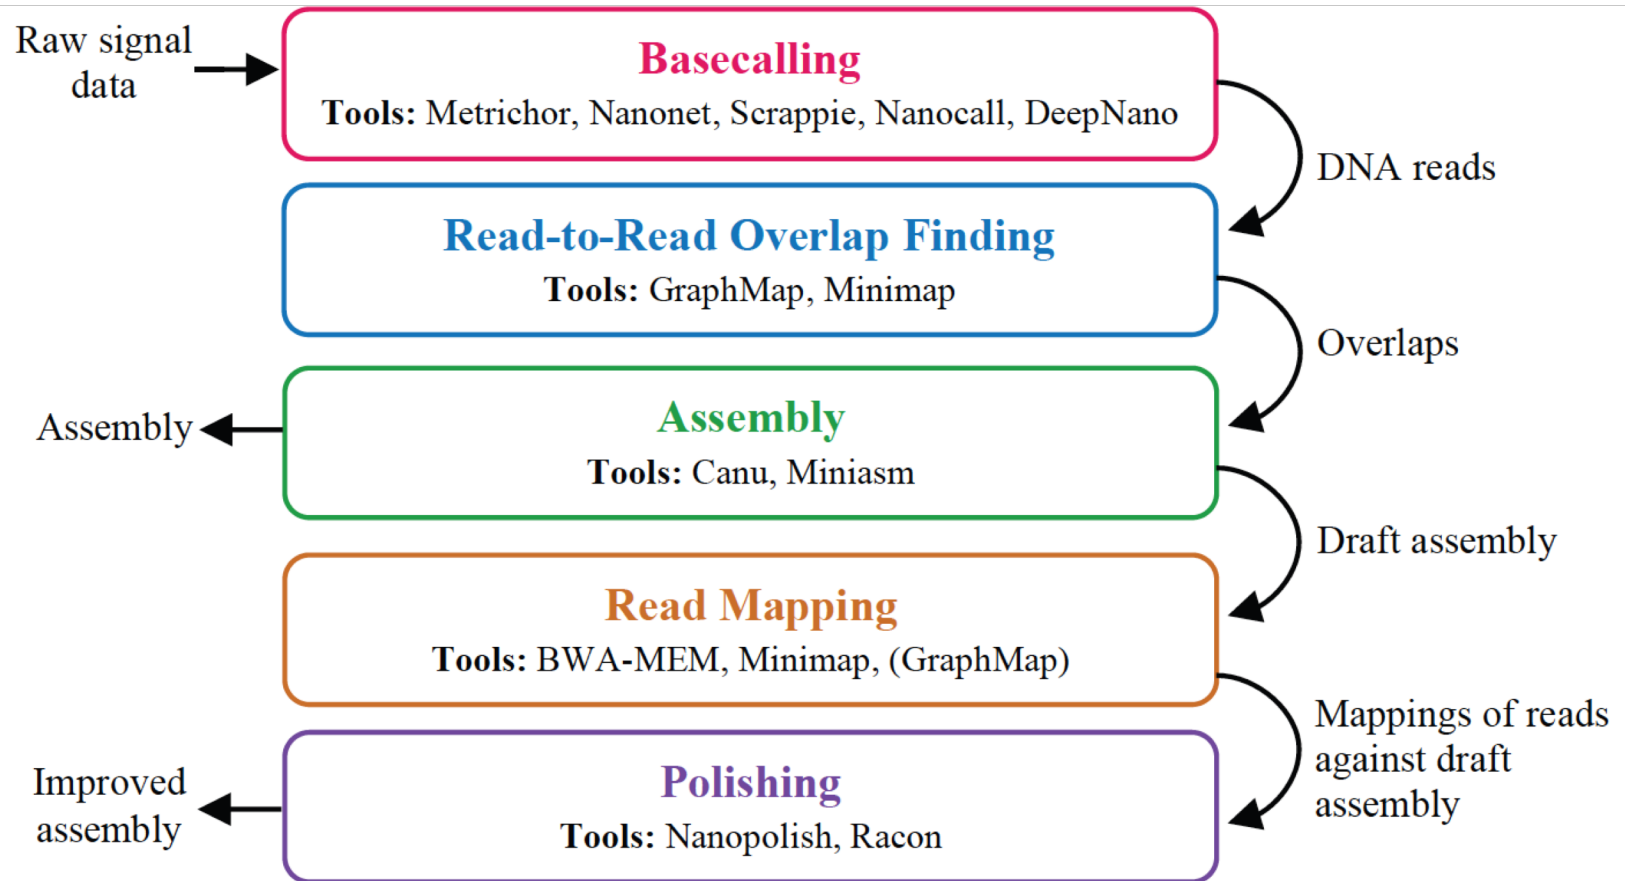 Raw signal
data
Basecalling
Tools: Metrichor, Nanonet, Scrappie, Nanocall, DeepNano
DNA reads
Read-to-Read Overlap Finding
Tools: GraphMap, Minimap
Overlaps
Assembly
Assembly
Tools: Canu, Miniasm
Draft assembly
Read Mapping
Tools: BWA-MEM, Minimap, (GraphMap)
Mappings of reads
against draft
assembly
Improved
assembly
Polishing
Tools: Nanopolish, Racon